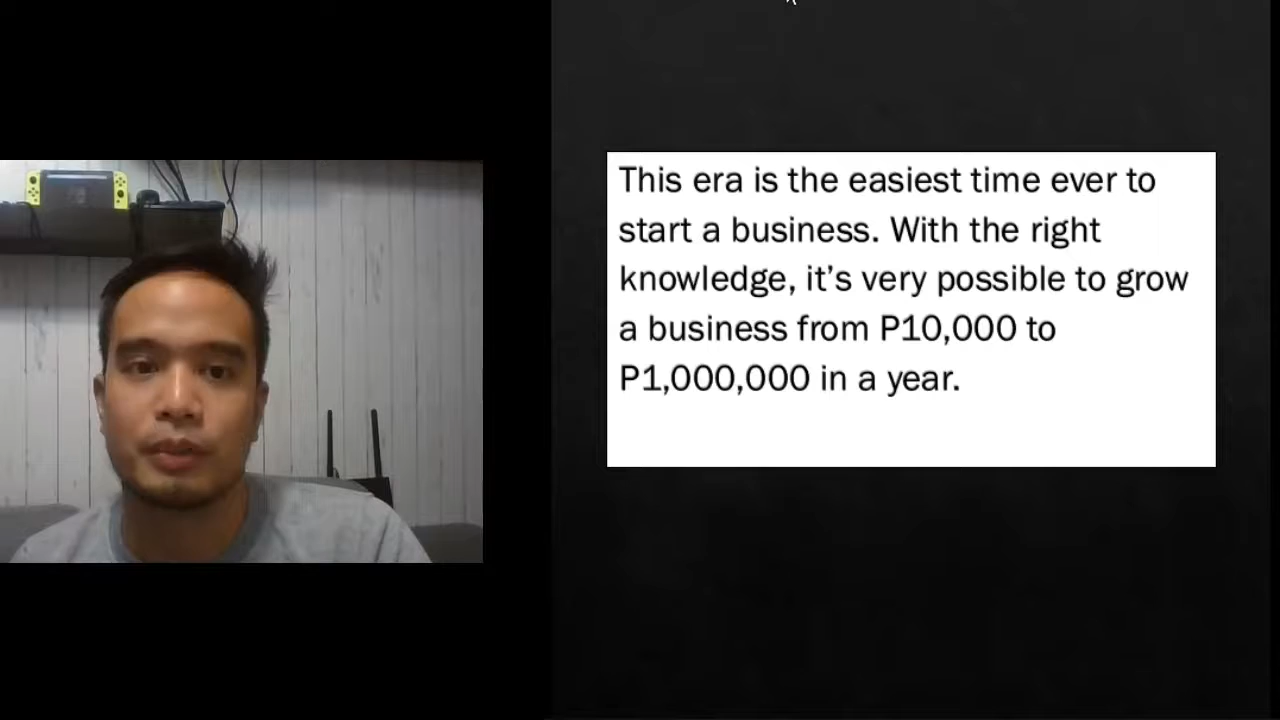 This era is the easiest time ever to
start a business. With the right
knowledge, it’s very possible to grow
a business from P10,000 to
P1,000,000 in a year.